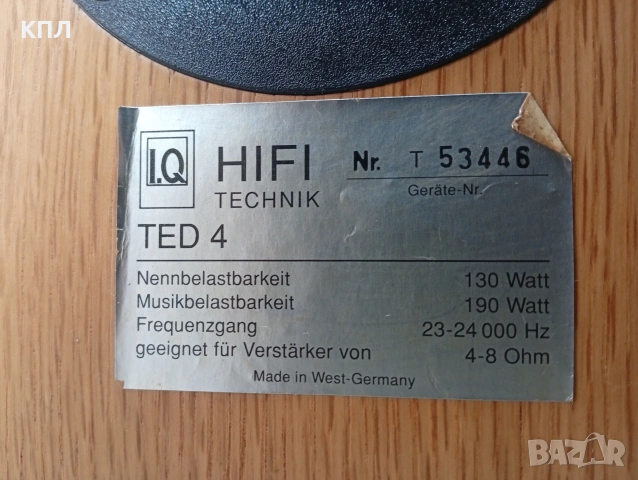 КПЛ
I.Q
HIFI
TECHNIK
Nr. T 53446
Geräte-Nr.
TED 4
Nennbelastbarkeit 130 Watt
Musikbelastbarkeit 190 Watt
Frequenzgang 23-24 000 Hz
geeignet für Verstärker von 4-8 Ohm
Made in West-Germany
BAZAR